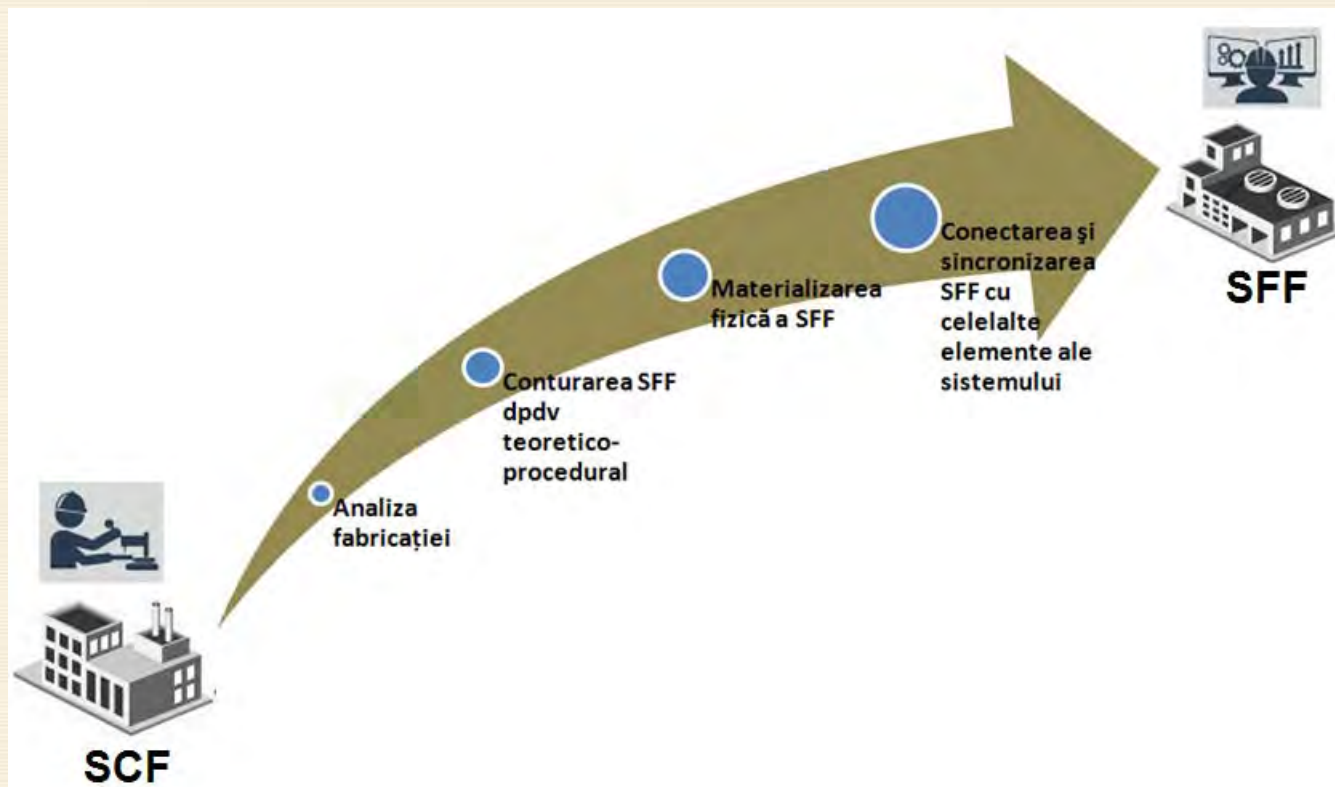 SCF
Analiza
fabricației
Conturarea SFF
dpdv
teoretico-
procedural
Materializarea
fizică a SFF
Conectarea şi
sincronizarea
SFF cu
celelalte
elemente ale
sistemului
SFF